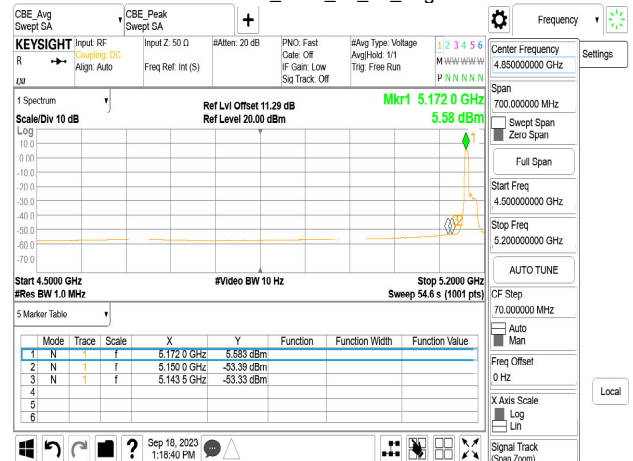 CBE_Avg
Swept SA
CBE_Peak
Swept SA
Frequency
KEYSIGHT
R
Input: RF
Coupling: DC
Align: Auto
Input Z: 50 Ω
Freq Ref: Int (S)
#Atten: 20 dB
PNO: Fast
Gate: Off
IF Gain: Low
Sig Track: Off
#Avg Type: Voltage
Avg|Hold: 1/1
Trig: Free Run
1 2 3 4 5 6
M W W W W W
P N N N N N
Center Frequency
4.850000000 GHz
Settings
Span
700.000000 MHz
Swept Span
Zero Span
Full Span
Start Freq
4.500000000 GHz
Stop Freq
5.200000000 GHz
AUTO TUNE
CF Step
70.000000 MHz
Auto
Man
Freq Offset
0 Hz
X Axis Scale
Log
Lin
Signal Track
(Span Zoom)
Local
1 Spectrum
Scale/Div 10 dB
Ref Lvl Offset 11.29 dB
Ref Level 20.00 dBm
Mkr1 5.172 0 GHz
5.58 dBm
Log
10.0
0.00
-10.0
-20.0
-30.0
-40.0
-50.0
-60.0
-70.0
1
Start 4.5000 GHz
#Res BW 1.0 MHz
#Video BW 10 Hz
Stop 5.2000 GHz
Sweep 54.6 s (1001 pts)
5 Marker Table
Mode Trace Scale X Y Function Function Width Function Value
1 N 1 f 5.172 0 GHz 5.583 dBm
2 N 1 f 5.150 0 GHz -53.39 dBm
3 N 1 f 5.143 5 GHz -53.33 dBm
4
5
6
?
Sep 18, 2023
1:18:40 PM